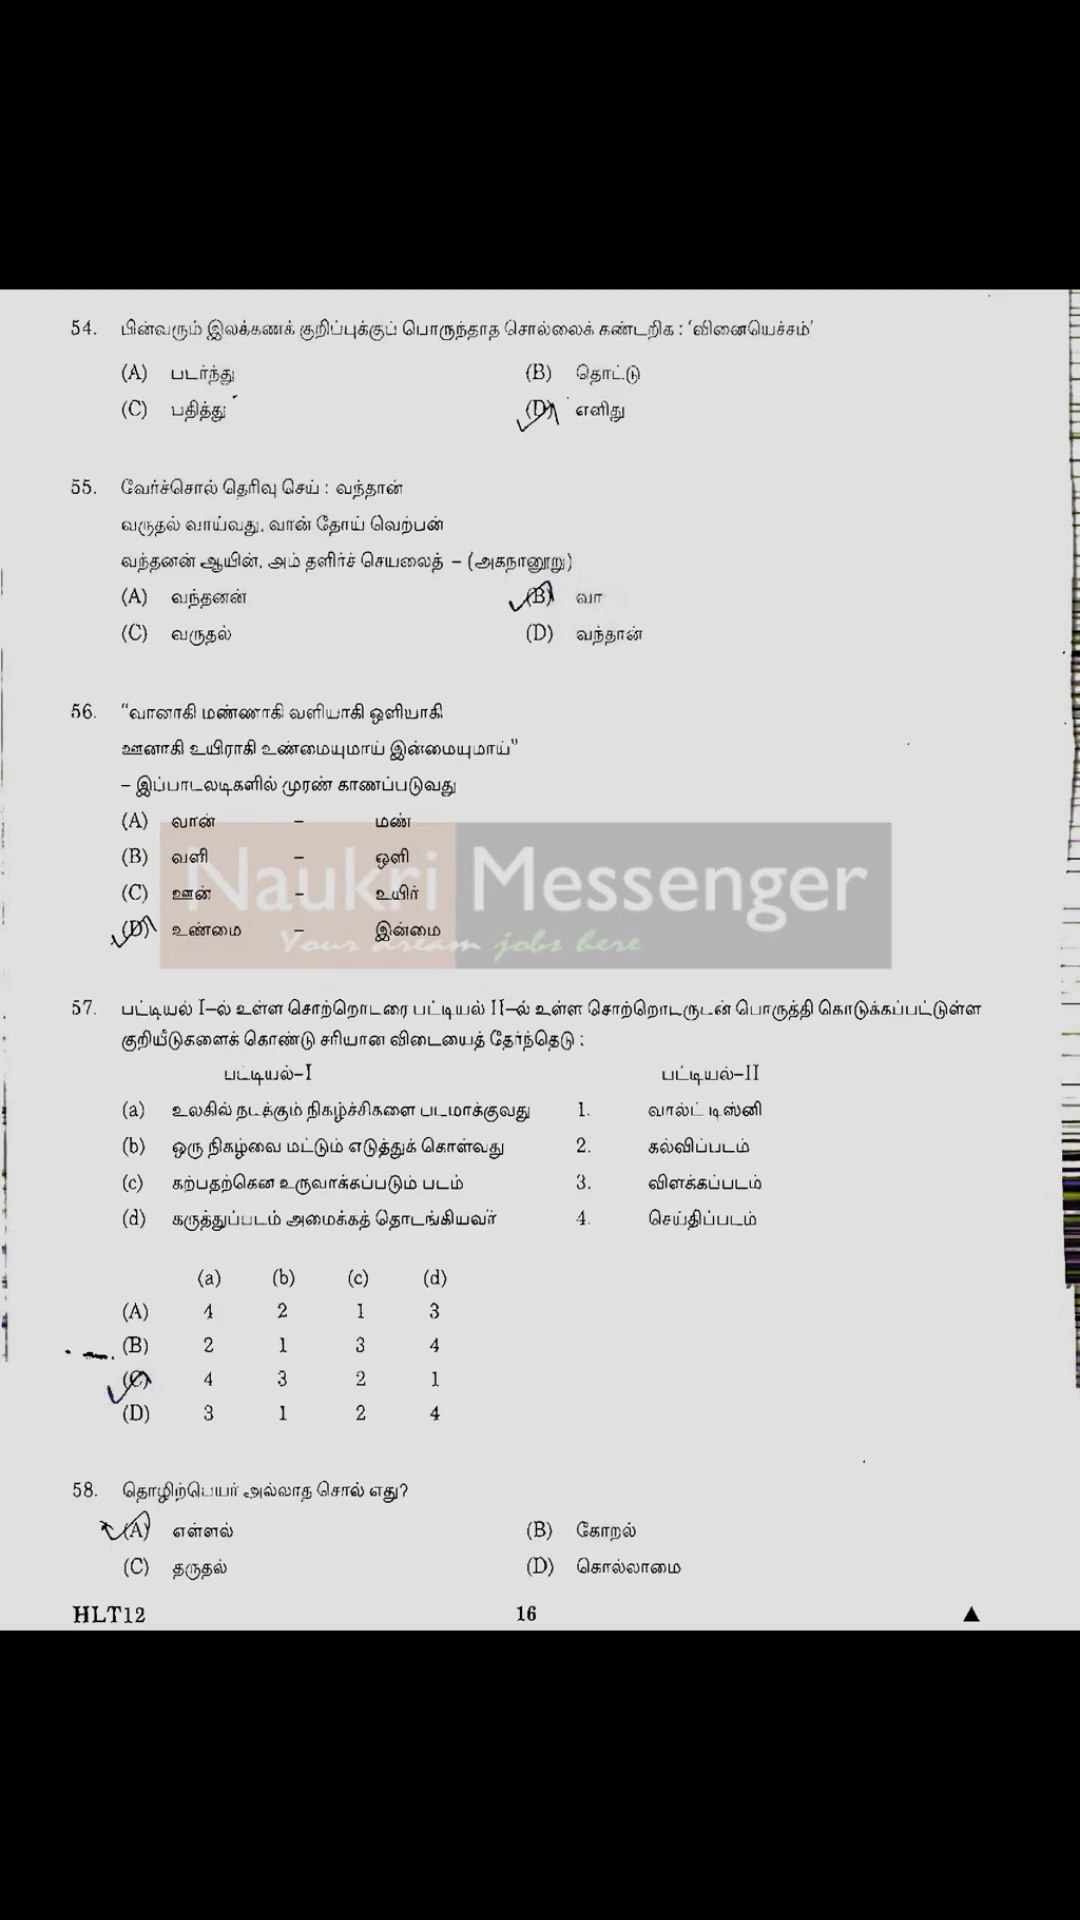 54. பின்வரும் இலக்கணக் குறிப்புக்குப் பொருந்தாத சொல்லைக் கண்டறிக : ‘வினையெச்சம்’
(A) படர்ந்து (B) தொட்டு
(C) பதித்து (D) எளிது
55. வேர்ச்சொல் தெரிவு செய் : வந்தான்
வருதல் வாய்வது, வான் தோய் வெற்பன்
வந்தனன் ஆயின், அம் தளிர்ச் செயலைத் – (அகநானூறு)
(A) வந்தனன் (B) வா
(C) வருதல் (D) வந்தான்
56. “வானாகி மண்ணாகி வளியாகி ஒளியாகி
ஊனாகி உயிராகி உண்மையுமாய் இன்மையுமாய்”
– இப்பாடலடிகளில் முரண் காணப்படுவது
(A) வான் – மண்
(B) வளி – ஒளி
(C) ஊன் – உயிர்
(D) உண்மை – இன்மை
Naukri Messenger
Your dream jobs here
57. பட்டியல் I–ல் உள்ள சொற்றொடரை பட்டியல் II–ல் உள்ள சொற்றொடருடன் பொருத்தி கொடுக்கப்பட்டுள்ள
குறியீடுகளைக் கொண்டு சரியான விடையைத் தேர்ந்தெடு :
பட்டியல்–I பட்டியல்–II
(a) உலகில் நடக்கும் நிகழ்ச்சிகளை படமாக்குவது 1. வால்ட் டிஸ்னி
(b) ஒரு நிகழ்வை மட்டும் எடுத்துக் கொள்வது 2. கல்விப்படம்
(c) கற்பதற்கென உருவாக்கப்படும் படம் 3. விளக்கப்படம்
(d) கருத்துப்படம் அமைக்கத் தொடங்கியவர் 4. செய்திப்படம்
(a) (b) (c) (d)
(A) 4 2 1 3
(B) 2 1 3 4
(C) 4 3 2 1
(D) 3 1 2 4
58. தொழிற்பெயர் அல்லாத சொல் எது?
(A) எள்ளல் (B) கோறல்
(C) தருதல் (D) கொல்லாமை
HLT12 16 ▲